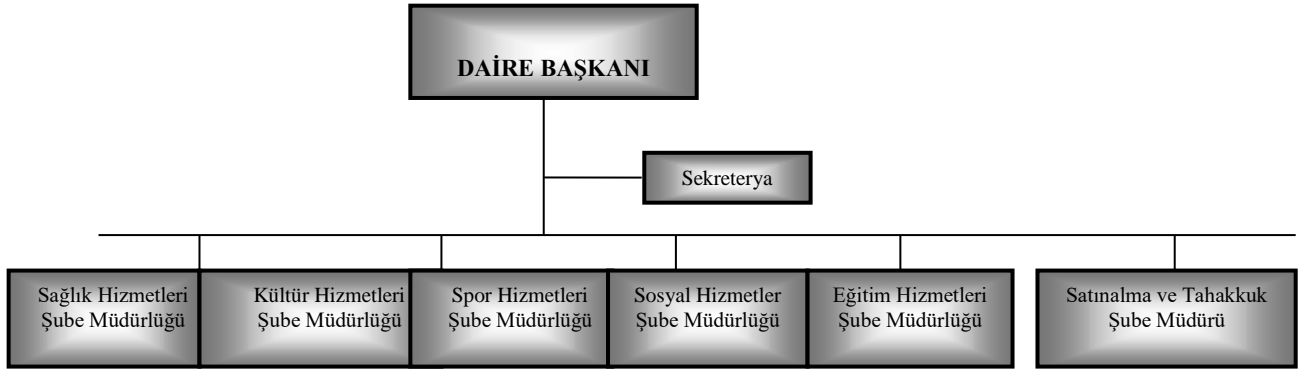 DAİRE BAŞKANI
Sekreterya
Sağlık Hizmetleri
Şube Müdürlüğü
Kültür Hizmetleri
Şube Müdürlüğü
Spor Hizmetleri
Şube Müdürlüğü
Sosyal Hizmetler
Şube Müdürlüğü
Eğitim Hizmetleri
Şube Müdürlüğü
Satınalma ve Tahakkuk
Şube Müdürü